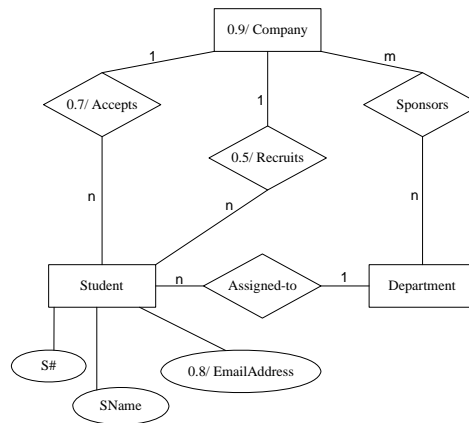 0.9/ Company
1
1
m
0.7/ Accepts
Sponsors
0.5/ Recruits
n
n
n
Student
n
Assigned-to
1
Department
S#
0.8/ EmailAddress
SName